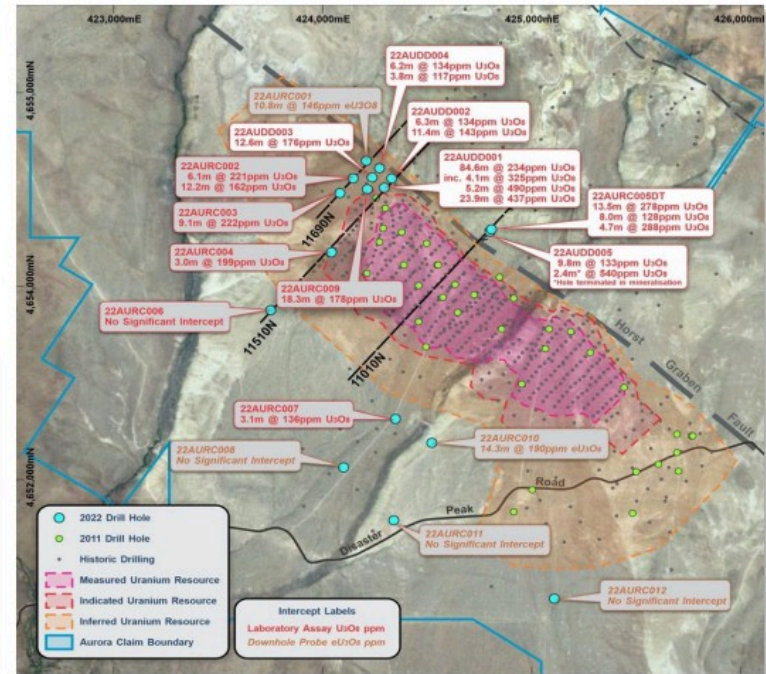 423,000mE
424,000mE
425,000mE
426,000mE
4,655,000mN
4,654,000mN
4,652,000mN
22AUDD004
6.2m @ 134ppm U₃O₈
3.8m @ 117ppm U₃O₈
22AURC001
10.8m @ 146ppm eU3O8
22AUDD002
6.3m @ 134ppm U₃O₈
11.4m @ 143ppm U₃O₈
22AUDD003
12.6m @ 176ppm U₃O₈
22AUDD001
84.6m @ 234ppm U₃O₈
inc. 4.1m @ 325ppm U₃O₈
5.2m @ 490ppm U₃O₈
23.9m @ 437ppm U₃O₈
22AURC002
6.1m @ 221ppm U₃O₈
12.2m @ 162ppm U₃O₈
22AURC005DT
13.5m @ 278ppm U₃O₈
8.0m @ 128ppm U₃O₈
4.7m @ 288ppm U₃O₈
22AURC003
9.1m @ 222ppm U₃O₈
11690N
22AUDD005
9.8m @ 133ppm U₃O₈
2.4m* @ 540ppm U₃O₈
*Hole terminated in mineralisation
22AURC004
3.0m @ 199ppm U₃O₈
22AURC009
18.3m @ 178ppm U₃O₈
22AURC006
No Significant Intercept
11510N
11010N
Horst
Graben
Fault
22AURC007
3.1m @ 136ppm U₃O₈
22AURC008
No Significant Intercept
22AURC010
14.3m @ 190ppm eU₃O₈
Disaster Peak Road
22AURC011
No Significant Intercept
22AURC012
No Significant Intercept
2022 Drill Hole
2011 Drill Hole
Historic Drilling
Measured Uranium Resource
Indicated Uranium Resource
Inferred Uranium Resource
Aurora Claim Boundary
Intercept Labels
Laboratory Assay U₃O₈ ppm
Downhole Probe eU₃O₈ ppm